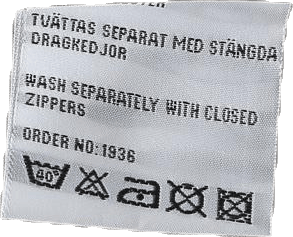 TVÄTTAS SEPARAT MED STÄNGDA
DRAGKEDJOR
WASH SEPARATELY WITH CLOSED
ZIPPERS
ORDER NO:1936
40°